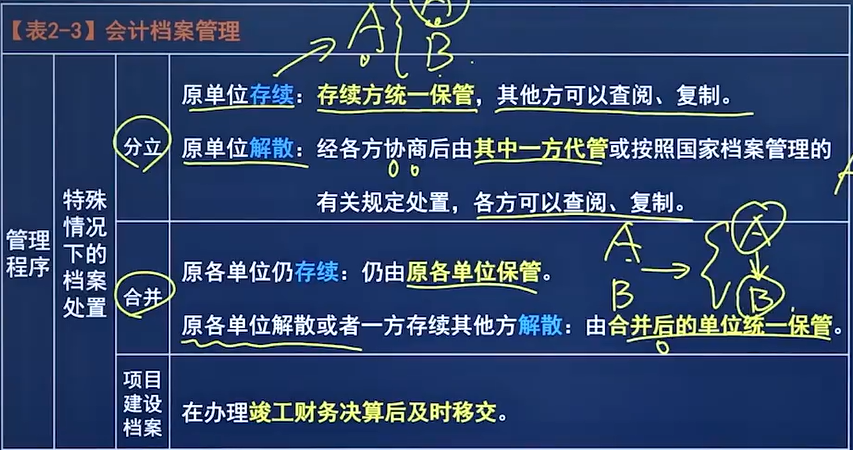 【表2-3】会计档案管理
A
A
B
管理
程序
特殊
情况
下的
档案
处置
分立
原单位存续：存续方统一保管，其他方可以查阅、复制。
原单位解散：经各方协商后由其中一方代管或按照国家档案管理的
有关规定处置，各方可以查阅、复制。
合并
原各单位仍存续：仍由原各单位保管。
原各单位解散或者一方存续其他方解散：由合并后的单位统一保管。
A
B
A
B
项目
建设
档案
在办理竣工财务决算后及时移交。